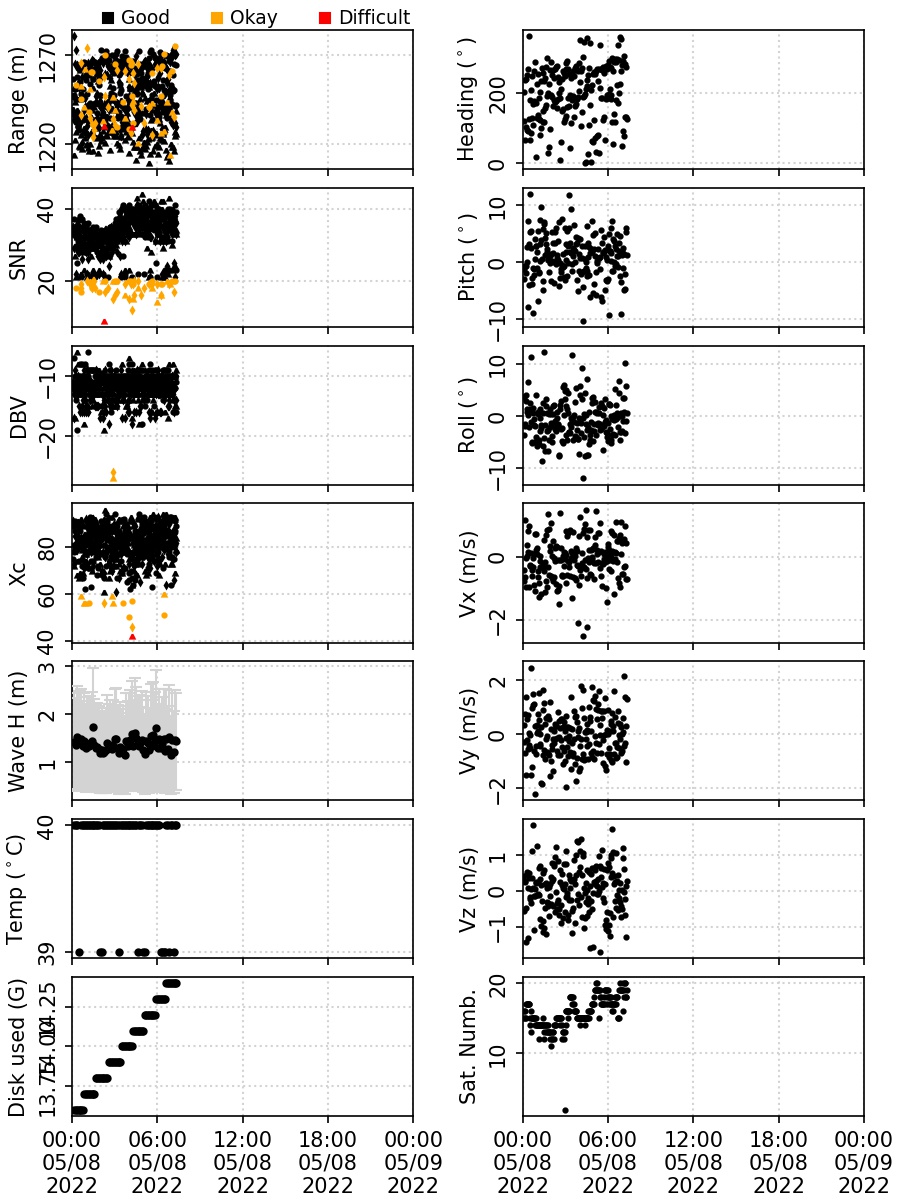 Good Okay Difficult
Range (m)
1270
1220
Heading (°)
200
0
SNR
40
20
Pitch (°)
10
0
−10
DBV
−10
−20
Roll (°)
10
0
−10
Xc
80
60
40
Vx (m/s)
0
−2
Wave H (m)
3
2
1
Vy (m/s)
2
0
−2
Temp (°C)
40
39
Vz (m/s)
1
0
−1
Disk used (G)
14.25
14.00
13.75
Sat. Numb.
20
10
00:00 06:00 12:00 18:00 00:00
05/08 05/08 05/08 05/08 05/09
2022 2022 2022 2022 2022
00:00 06:00 12:00 18:00 00:00
05/08 05/08 05/08 05/08 05/09
2022 2022 2022 2022 2022